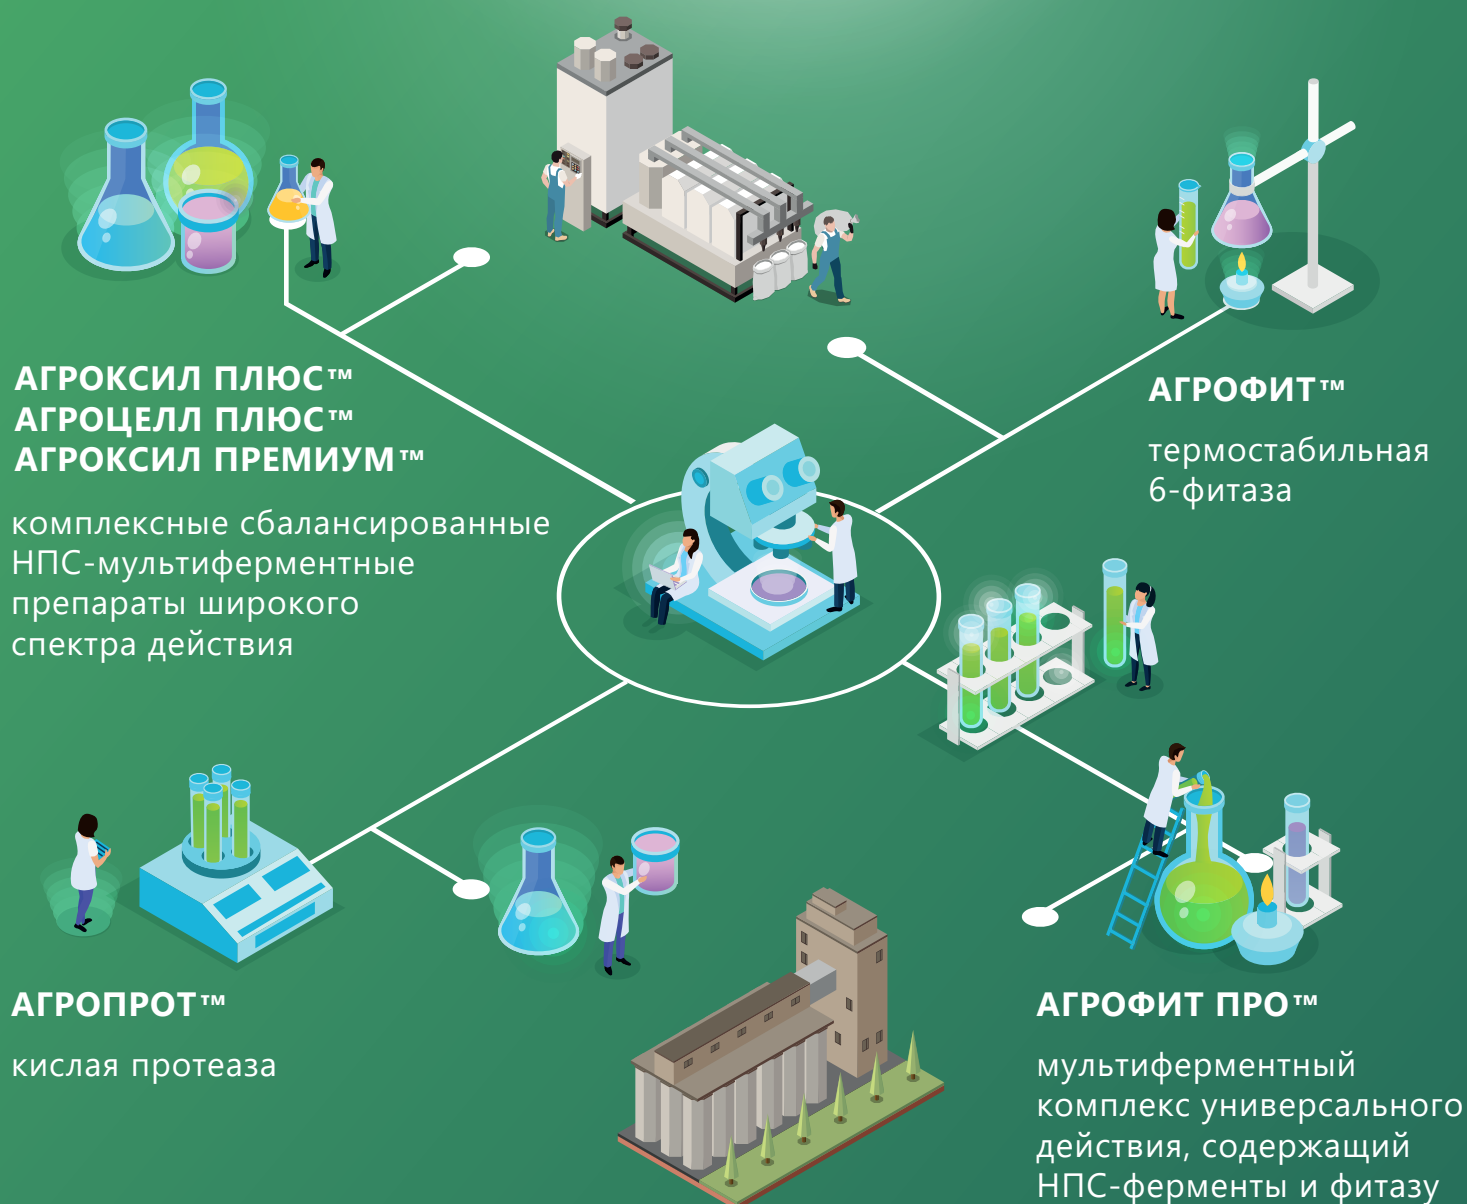 АГРОКСИЛ ПЛЮС™
АГРОЦЕЛЛ ПЛЮС™
АГРОКСИЛ ПРЕМИУМ™
комплексные сбалансированные
НПС-мультиферментные
препараты широкого
спектра действия
АГРОФИТ™
термостабильная
6-фитаза
АГРОПРОТ™
кислая протеаза
АГРОФИТ ПРО™
мультиферментный
комплекс универсального
действия, содержащий
НПС-ферменты и фитазу